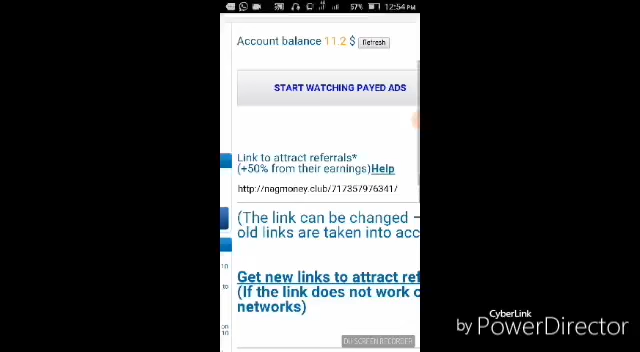 57% 12:54 PM
Account balance 11.2 $ Refresh
START WATCHING PAYED ADS
Link to attract referrals*
(+50% from their earnings)Help
http://nagmoney.club/717357976341/
(The link can be changed –
old links are taken into acc
Get new links to attract ref
(If the link does not work o
networks)
DU SCREEN RECORDER
CyberLink
by PowerDirector